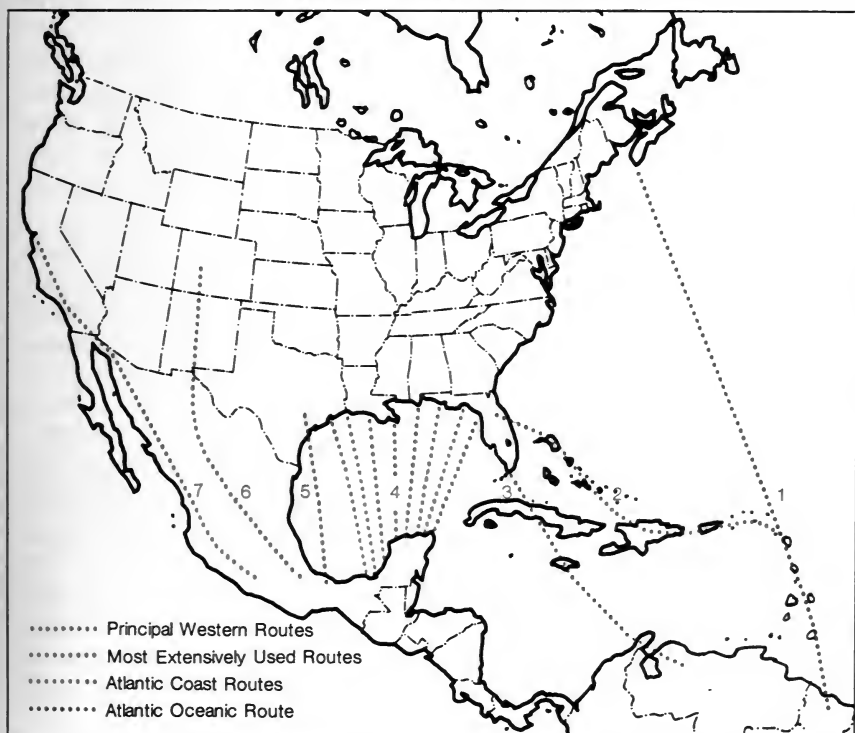 1
7 6 5 4 3 2
Principal Western Routes
Most Extensively Used Routes
Atlantic Coast Routes
Atlantic Oceanic Route